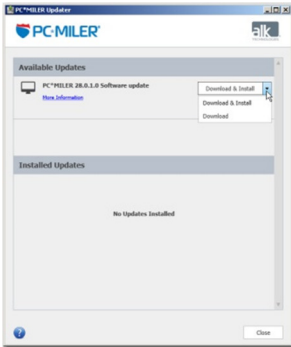 PC*MILER Updater
PC*MILER®
alk
Available Updates
PC*MILER 28.0.1.0 Software update
More Information
Download & Install
Download & Install
Download
Installed Updates
No Updates Installed
?
Close